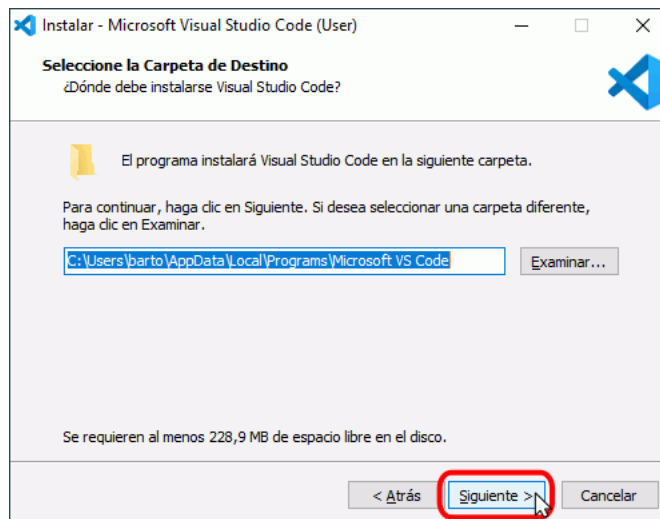 Instalar - Microsoft Visual Studio Code (User)
Seleccione la Carpeta de Destino
¿Dónde debe instalarse Visual Studio Code?
El programa instalará Visual Studio Code en la siguiente carpeta.
Para continuar, haga clic en Siguiente. Si desea seleccionar una carpeta diferente,
haga clic en Examinar.
C:\Users\barto\AppData\Local\Programs\Microsoft VS Code
Examinar...
Se requieren al menos 228,9 MB de espacio libre en el disco.
< Atrás
Siguiente >
Cancelar